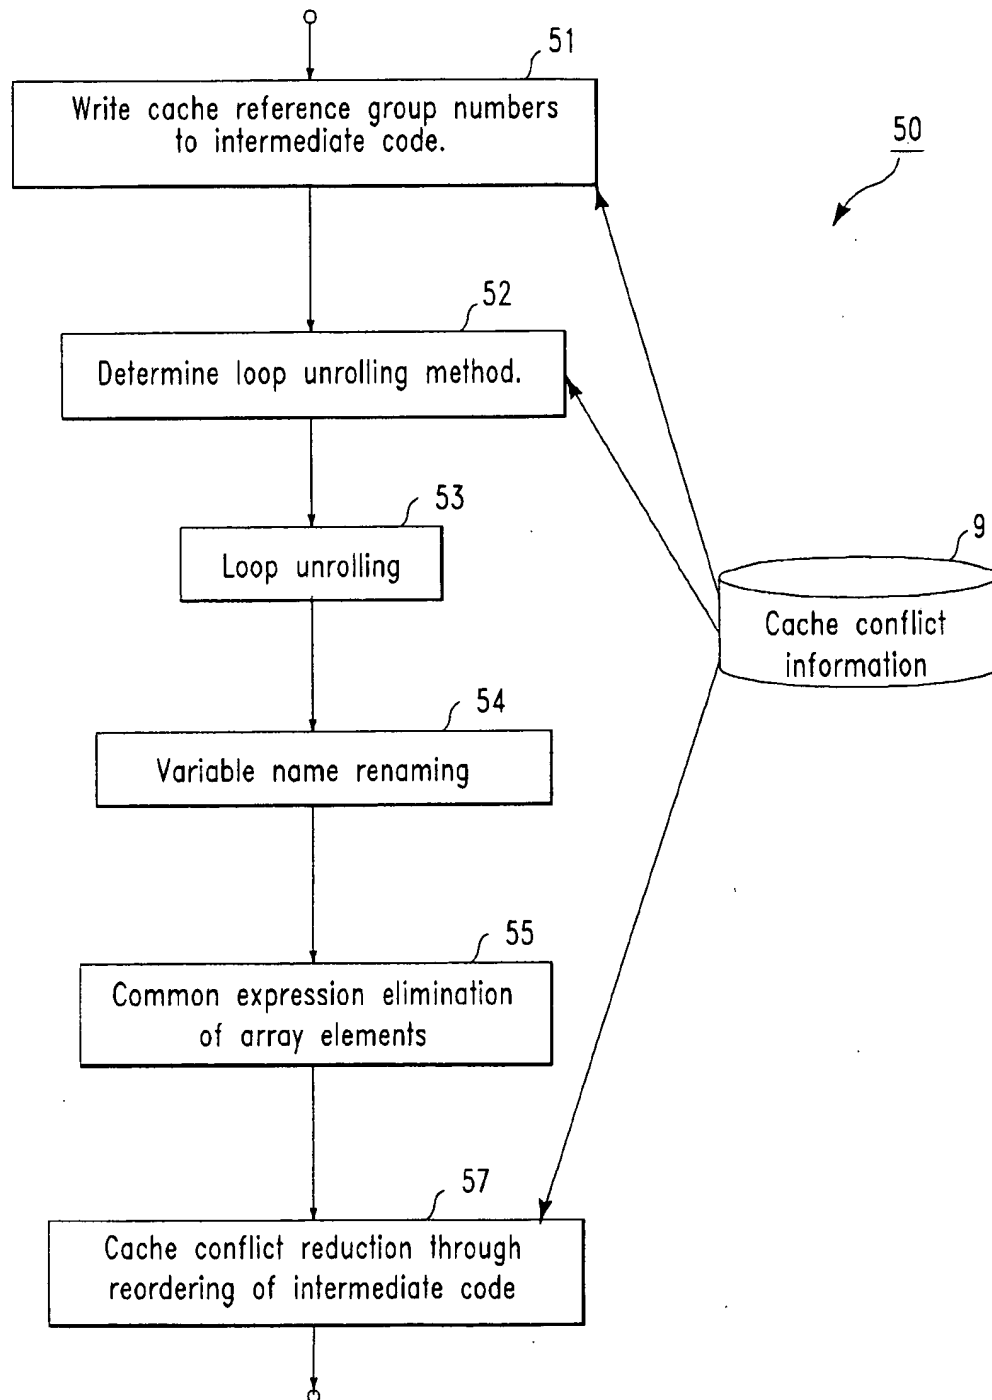 51
Write cache reference group numbers
to intermediate code.
50
52
Determine loop unrolling method.
53
Loop unrolling
9
Cache conflict
information
54
Variable name renaming
55
Common expression elimination
of array elements
57
Cache conflict reduction through
reordering of intermediate code